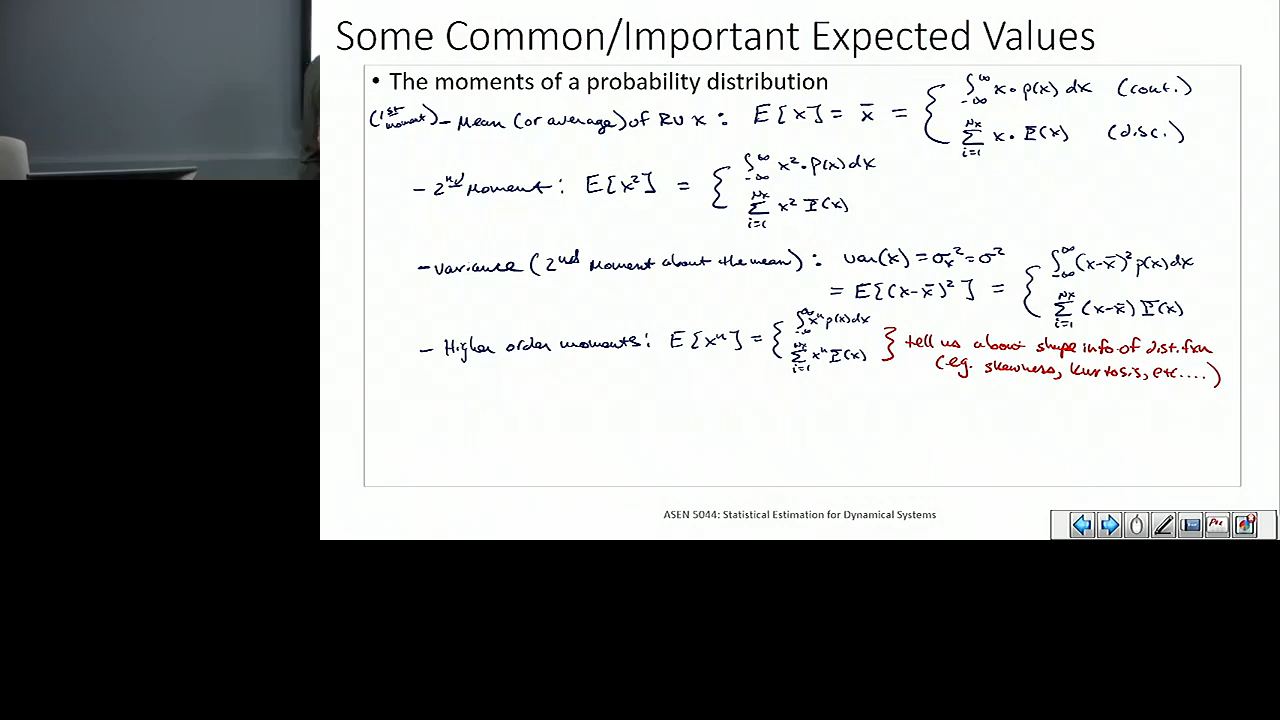 Some Common/Important Expected Values
• The moments of a probability distribution
(1st moment) - Mean (or average) of RV x : E[x] = x̄ = { ∫_{-∞}^{∞} x·p(x) dx (cont.)
Σ_{i=1}^{Nx} x·P(x) (disc.)
- 2nd Moment : E[x²] = { ∫_{-∞}^{∞} x²·p(x)dx
Σ_{i=1}^{Nx} x² P(x)
- Variance (2nd Moment about the mean) : var(x) = σ_x² = σ²
= E[(x-x̄)²] = { ∫_{-∞}^{∞} (x-x̄)² p(x)dx
Σ_{i=1}^{Nx} (x-x̄) P(x)
- Higher order moments : E[xⁿ] = { ∫_{-∞}^{∞} xⁿ p(x)dx
Σ_{i=1}^{Nx} xⁿ P(x) } tell us about shape info of dist. fxn
(e.g. skewness, kurtosis, etc....)
ASEN 5044: Statistical Estimation for Dynamical Systems